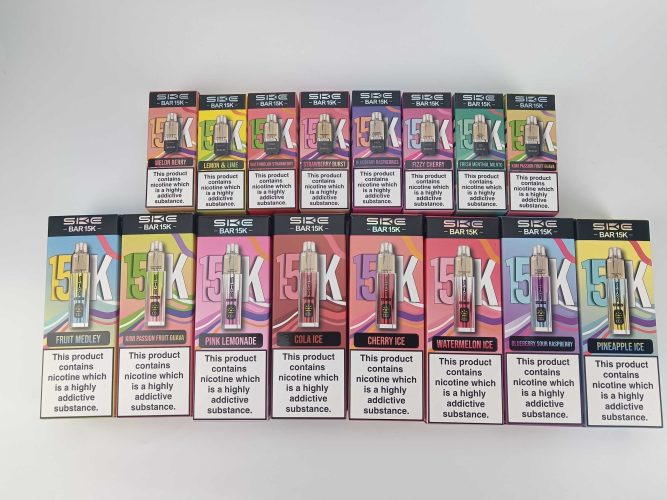 SKE
BAR 15K
15K
MELON BERRY
This product
contains
nicotine which
is a highly
addictive
substance.
SKE
BAR 15K
15K
LEMON & LIME
This product
contains
nicotine which
is a highly
addictive
substance.
SKE
BAR 15K
15K
WATERMELON STRAWBERRY
This product
contains
nicotine which
is a highly
addictive
substance.
SKE
BAR 15K
15K
STRAWBERRY BURST
This product
contains
nicotine which
is a highly
addictive
substance.
SKE
BAR 15K
15K
BLUEBERRY RASPBERRIES
This product
contains
nicotine which
is a highly
addictive
substance.
SKE
BAR 15K
15K
FIZZY CHERRY
This product
contains
nicotine which
is a highly
addictive
substance.
SKE
BAR 15K
15K
FRESH MENTHOL MOJITO
This product
contains
nicotine which
is a highly
addictive
substance.
SKE
BAR 15K
15K
KIWI PASSION FRUIT GUAVA
This product
contains
nicotine which
is a highly
addictive
substance.
SKE
BAR 15K
15K
FRUIT MEDLEY
This product
contains
nicotine which
is a highly
addictive
substance.
SKE
BAR 15K
15K
KIWI PASSION FRUIT GUAVA
This product
contains
nicotine which
is a highly
addictive
substance.
SKE
BAR 15K
15K
PINK LEMONADE
This product
contains
nicotine which
is a highly
addictive
substance.
SKE
BAR 15K
15K
COLA ICE
This product
contains
nicotine which
is a highly
addictive
substance.
SKE
BAR 15K
15K
CHERRY ICE
This product
contains
nicotine which
is a highly
addictive
substance.
SKE
BAR 15K
15K
WATERMELON ICE
This product
contains
nicotine which
is a highly
addictive
substance.
SKE
BAR 15K
15K
BLUEBERRY SOUR RASPBERRY
This product
contains
nicotine which
is a highly
addictive
substance.
SKE
BAR 15K
15K
PINEAPPLE ICE
This product
contains
nicotine which
is a highly
addictive
substance.